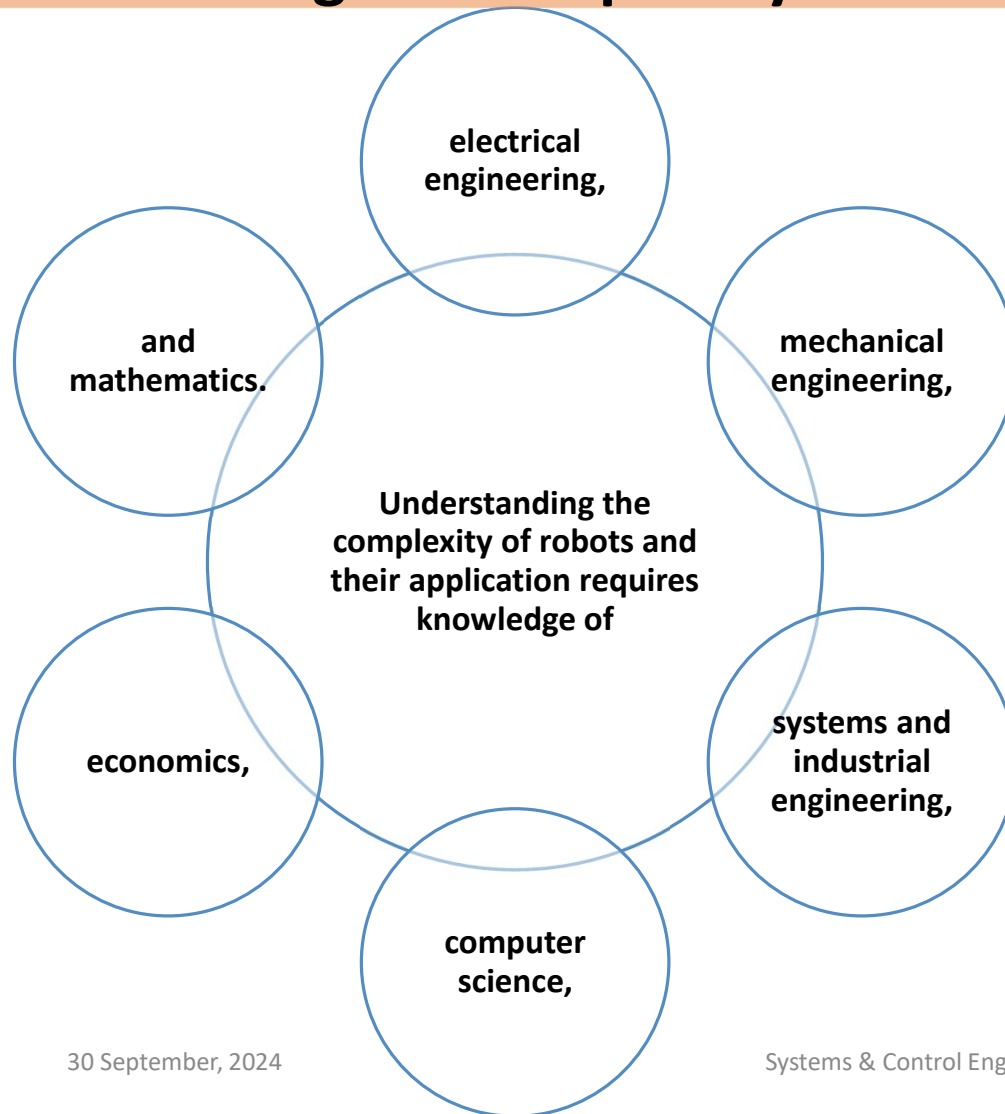 electrical
engineering,
mechanical
engineering,
systems and
industrial
engineering,
computer
science,
economics,
and
mathematics.
Understanding the
complexity of robots and
their application requires
knowledge of
30 September, 2024
Systems & Control Eng